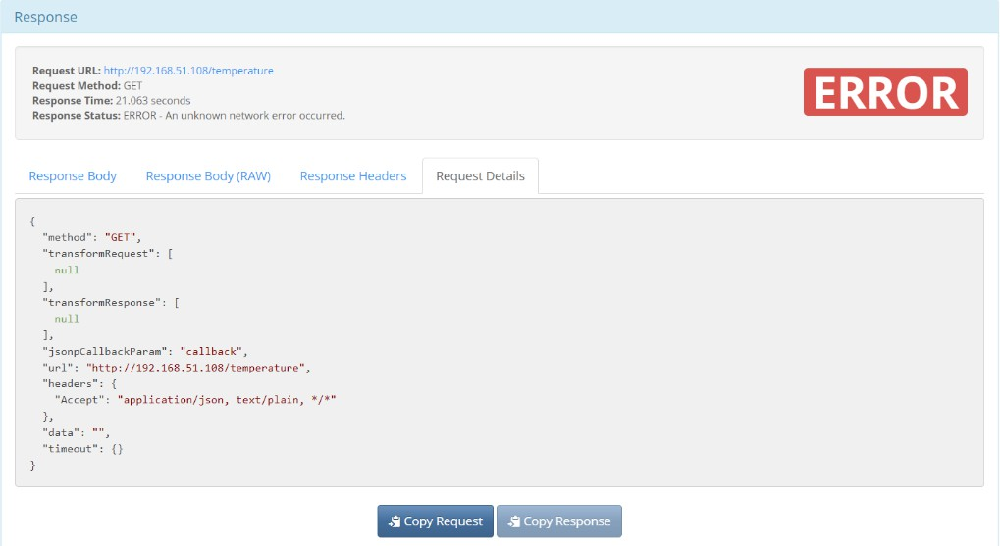 Response
Request URL: http://192.168.51.108/temperature
Request Method: GET
Response Time: 21.063 seconds
Response Status: ERROR - An unknown network error occurred.
ERROR
Response Body Response Body (RAW) Response Headers Request Details
{
  "method": "GET",
  "transformRequest": [
    null
  ],
  "transformResponse": [
    null
  ],
  "jsonpCallbackParam": "callback",
  "url": "http://192.168.51.108/temperature",
  "headers": {
    "Accept": "application/json, text/plain, */*"
  },
  "data": "",
  "timeout": {}
}
Copy Request Copy Response